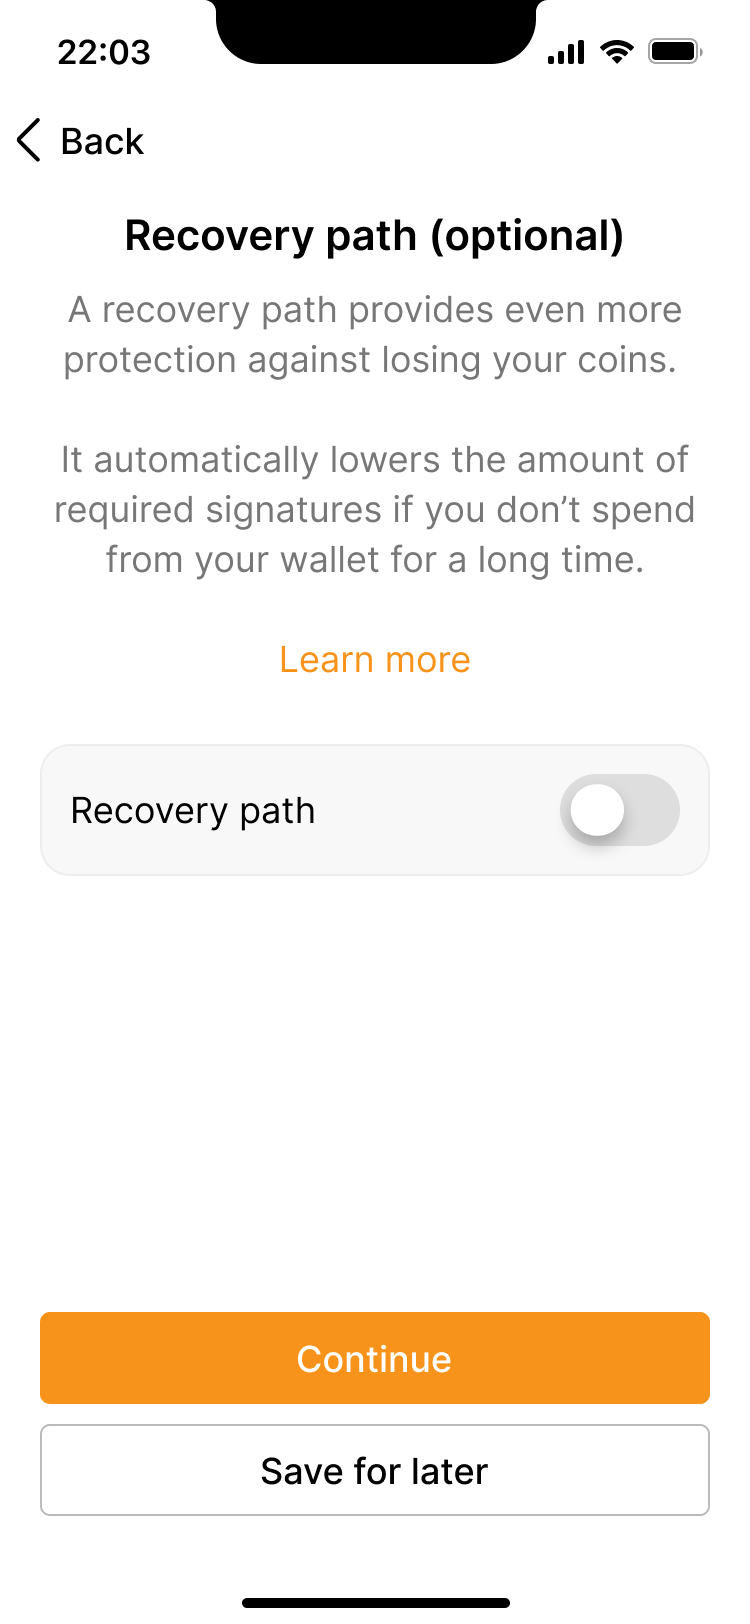 22:03
Back
Recovery path (optional)
A recovery path provides even more
protection against losing your coins.
It automatically lowers the amount of
required signatures if you don’t spend
from your wallet for a long time.
Learn more
Recovery path
Continue
Save for later